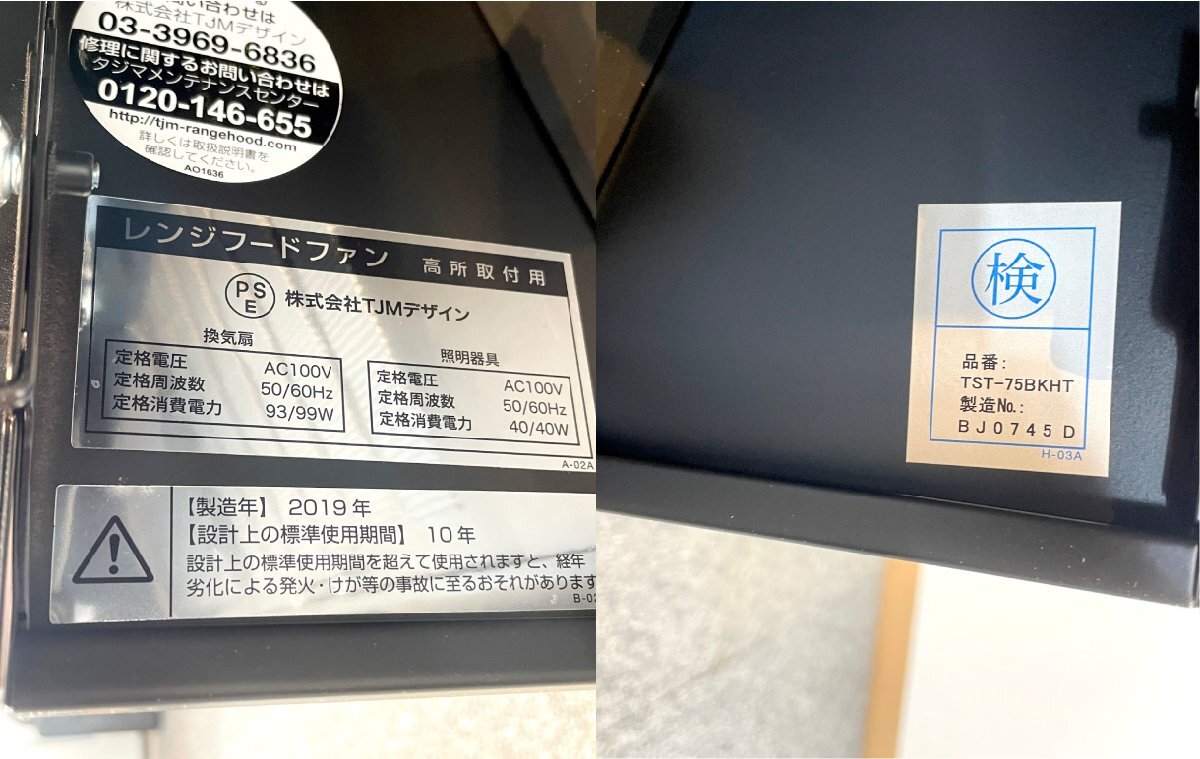 い合わせは
株式会社TJMデザイン
03-3969-6836
修理に関するお問い合わせは
タジマメンテナンスセンター
0120-146-655
http://tjm-rangehood.com
詳しくは取扱説明書を
確認してください。
AO1636
レンジフードファン 高所取付用
PSE 株式会社TJMデザイン
換気扇
定格電圧 AC100V
定格周波数 50/60Hz
定格消費電力 93/99W
照明器具
定格電圧 AC100V
定格周波数 50/60Hz
定格消費電力 40/40W
A-02A
【製造年】 2019年
【設計上の標準使用期間】 10年
設計上の標準使用期間を超えて使用されますと、経年
劣化による発火・けが等の事故に至るおそれがあります
B-02
検
品番:
TST-75BKHT
製造No.:
BJ0745D
H-03A